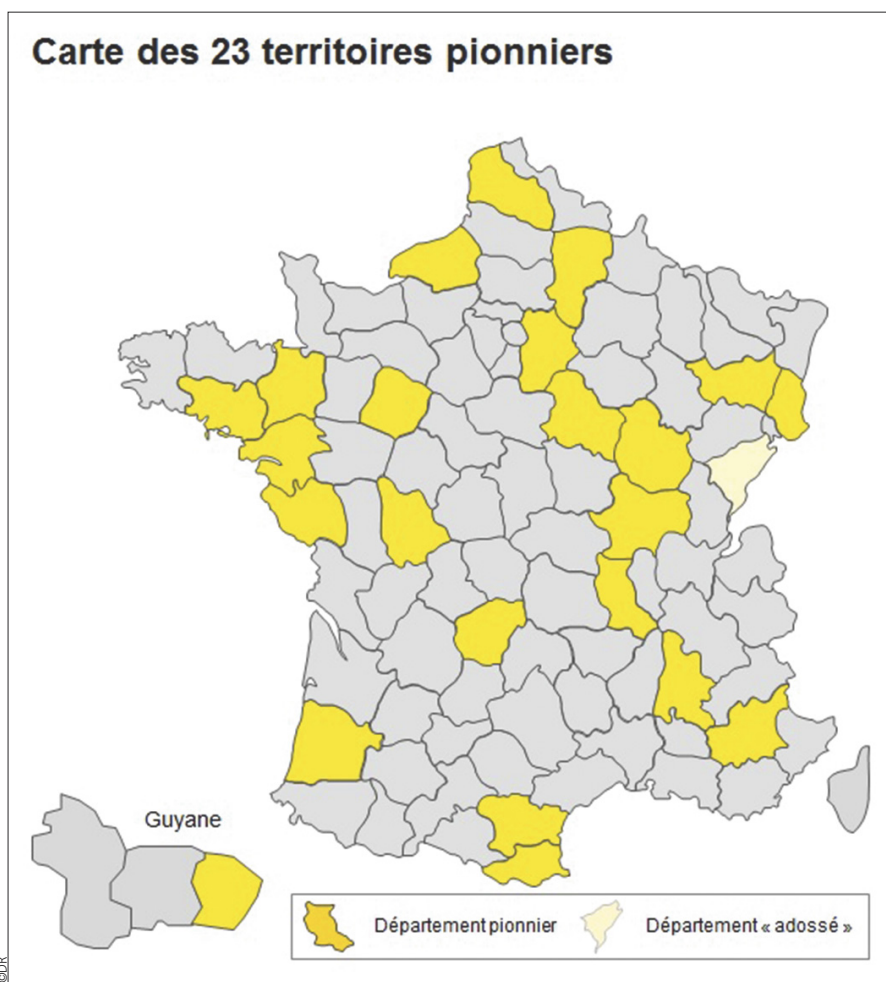 Carte des 23 territoires pionniers
Guyane
Département pionnier
Département « adossé »
©DR